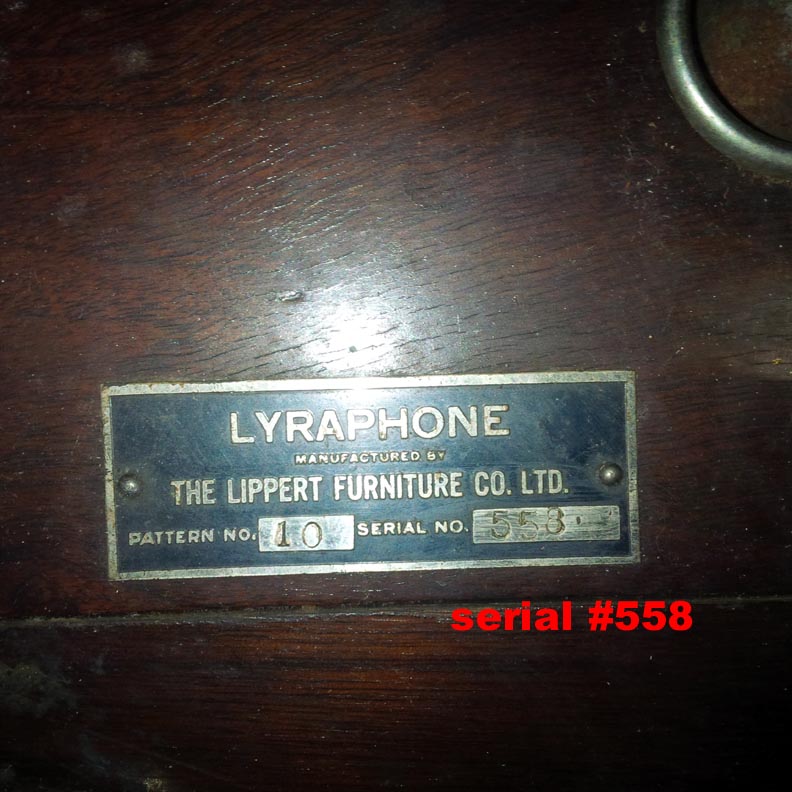 LYRAPHONE
MANUFACTURED BY
THE LIPPERT FURNITURE CO. LTD.
PATTERN NO. 10 SERIAL NO. 558
serial #558